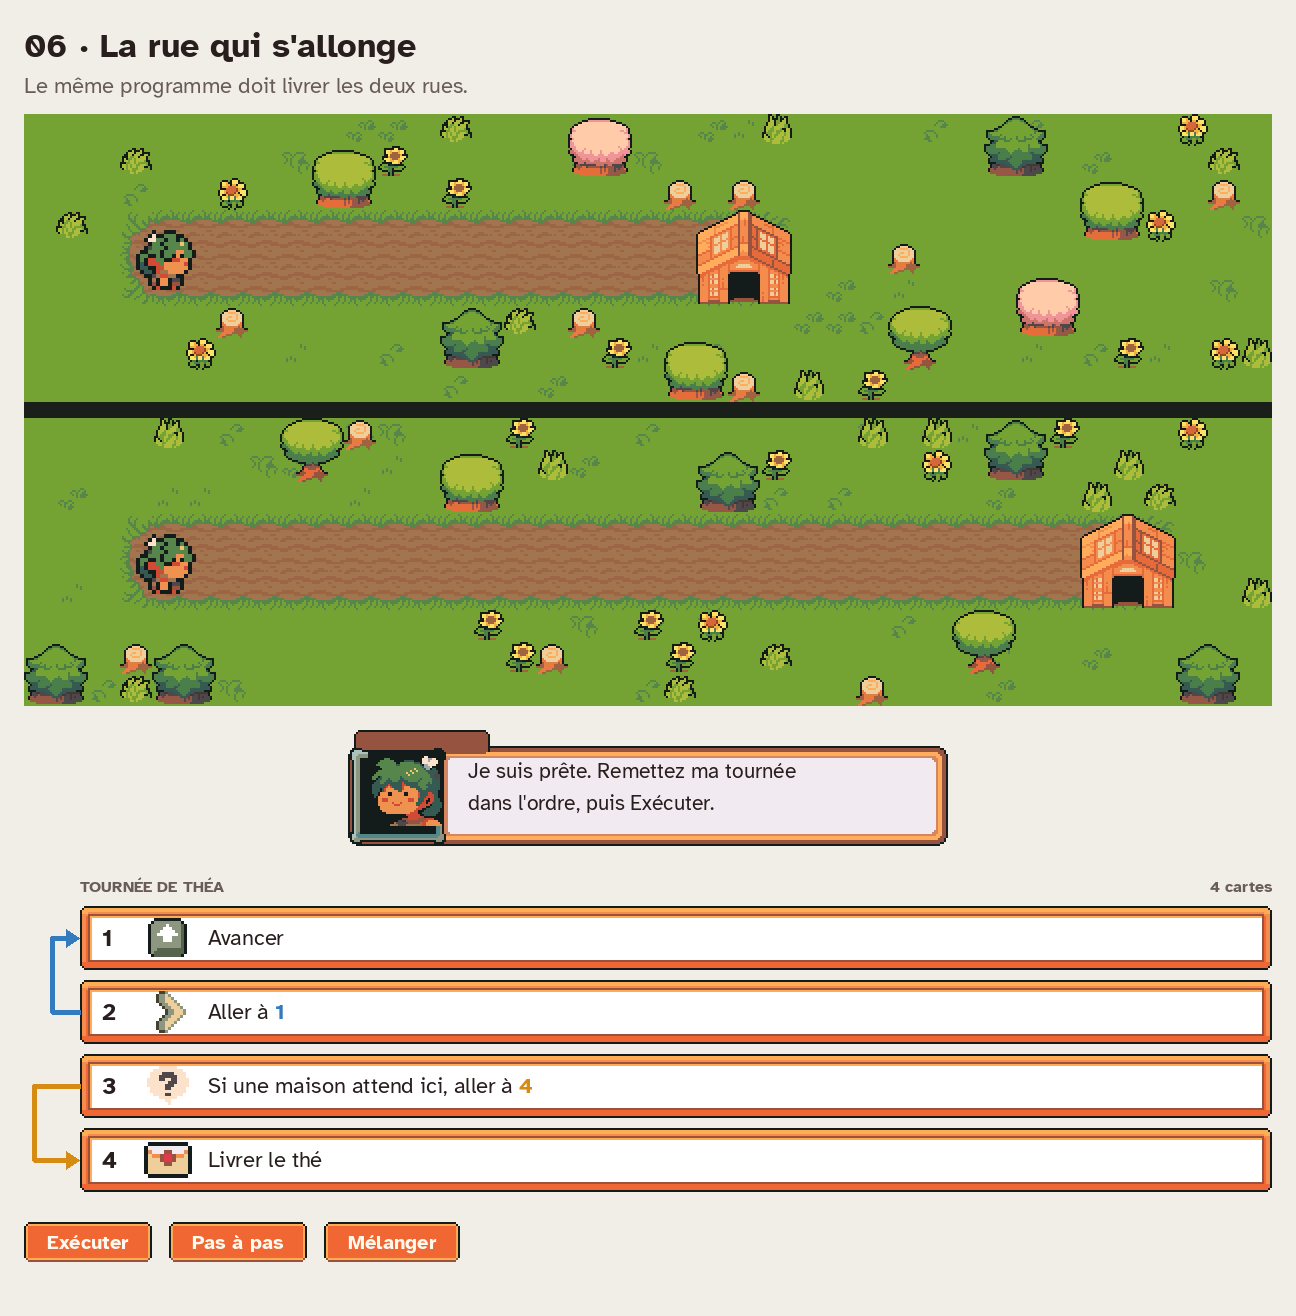 06 · La rue qui s'allonge
Le même programme doit livrer les deux rues.
Je suis prête. Remettez ma tournée
dans l'ordre, puis Exécuter.
TOURNÉE DE THÉA
4 cartes
1 Avancer
2 Aller à 1
3 ? Si une maison attend ici, aller à 4
4 Livrer le thé
Exécuter
Pas à pas
Mélanger